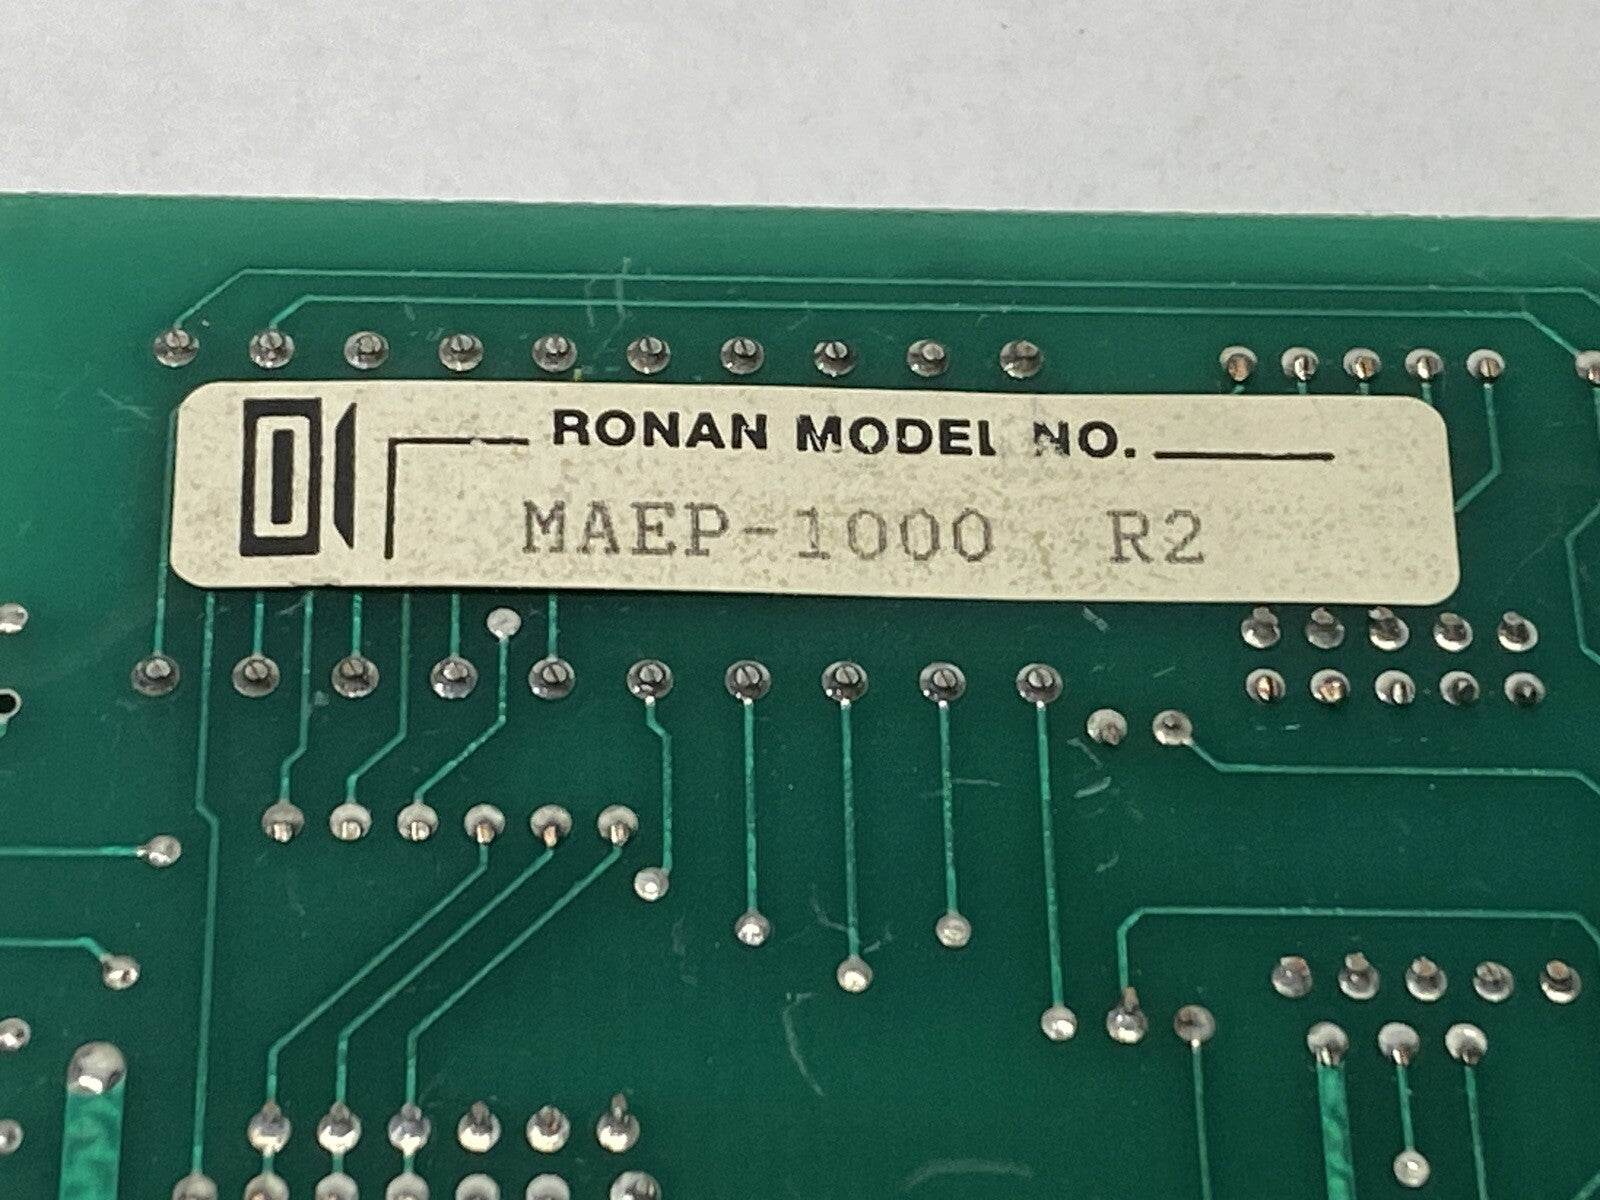 RONAN MODEL NO.
MAEP-1000 R2